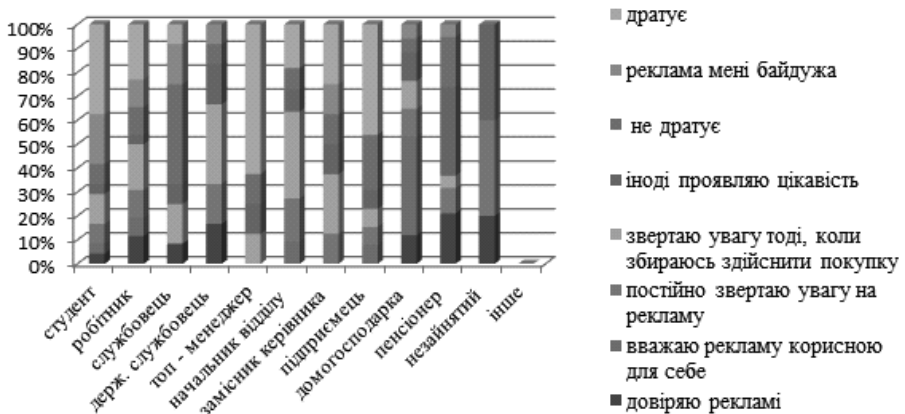 100%
90%
80%
70%
60%
50%
40%
30%
20%
10%
0%
студент
робітник
службовець
держ. службовець
топ - менеджер
начальник відділу
замісник керівника
підприємець
домогосподарка
пенсіонер
незайнятий
інше
дратує
реклама мені байдужа
не дратує
іноді проявляю цікавість
звертаю увагу тоді, коли
збираюсь здійснити покупку
постійно звертаю увагу на
рекламу
вважаю рекламу корисною
для себе
довіряю рекламі